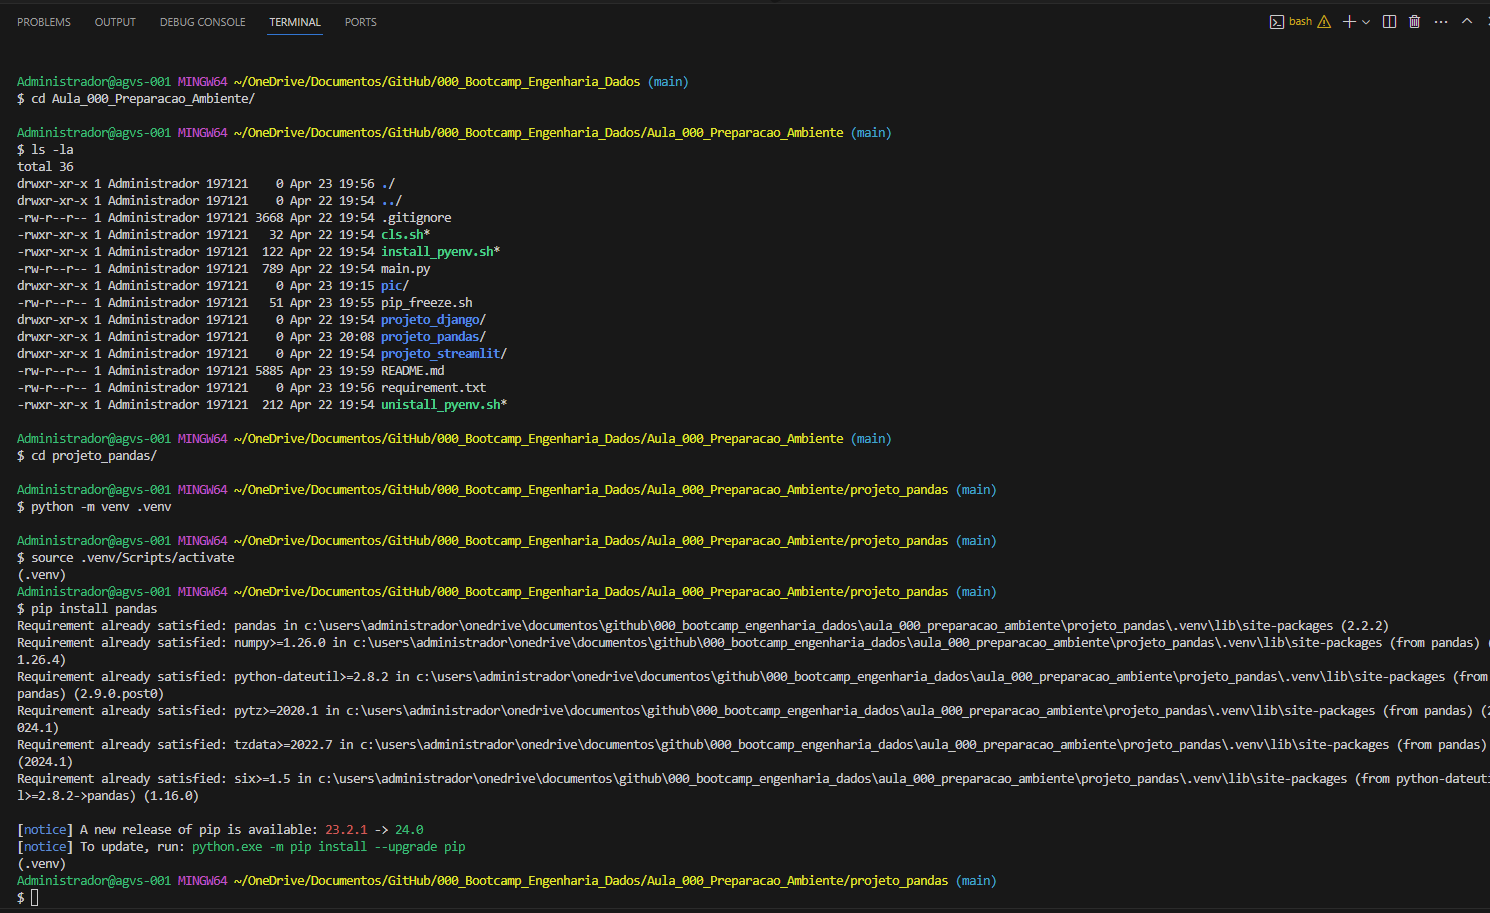 PROBLEMS OUTPUT DEBUG CONSOLE TERMINAL PORTS bash
Administrador@agvs-001 MINGW64 ~/OneDrive/Documentos/GitHub/000_Bootcamp_Engenharia_Dados (main)
$ cd Aula_000_Preparacao_Ambiente/
Administrador@agvs-001 MINGW64 ~/OneDrive/Documentos/GitHub/000_Bootcamp_Engenharia_Dados/Aula_000_Preparacao_Ambiente (main)
$ ls -la
total 36
drwxr-xr-x 1 Administrador 197121    0 Apr 23 19:56 ./
drwxr-xr-x 1 Administrador 197121    0 Apr 22 19:54 ../
-rw-r--r-- 1 Administrador 197121 3668 Apr 22 19:54 .gitignore
-rwxr-xr-x 1 Administrador 197121   32 Apr 22 19:54 cls.sh*
-rwxr-xr-x 1 Administrador 197121  122 Apr 22 19:54 install_pyenv.sh*
-rw-r--r-- 1 Administrador 197121  789 Apr 22 19:54 main.py
drwxr-xr-x 1 Administrador 197121    0 Apr 23 19:15 pic/
-rw-r--r-- 1 Administrador 197121   51 Apr 23 19:55 pip_freeze.sh
drwxr-xr-x 1 Administrador 197121    0 Apr 22 19:54 projeto_django/
drwxr-xr-x 1 Administrador 197121    0 Apr 23 20:08 projeto_pandas/
drwxr-xr-x 1 Administrador 197121    0 Apr 22 19:54 projeto_streamlit/
-rw-r--r-- 1 Administrador 197121 5885 Apr 23 19:59 README.md
-rw-r--r-- 1 Administrador 197121    0 Apr 23 19:56 requirement.txt
-rwxr-xr-x 1 Administrador 197121  212 Apr 22 19:54 unistall_pyenv.sh*
Administrador@agvs-001 MINGW64 ~/OneDrive/Documentos/GitHub/000_Bootcamp_Engenharia_Dados/Aula_000_Preparacao_Ambiente (main)
$ cd projeto_pandas/
Administrador@agvs-001 MINGW64 ~/OneDrive/Documentos/GitHub/000_Bootcamp_Engenharia_Dados/Aula_000_Preparacao_Ambiente/projeto_pandas (main)
$ python -m venv .venv
Administrador@agvs-001 MINGW64 ~/OneDrive/Documentos/GitHub/000_Bootcamp_Engenharia_Dados/Aula_000_Preparacao_Ambiente/projeto_pandas (main)
$ source .venv/Scripts/activate
(.venv)
Administrador@agvs-001 MINGW64 ~/OneDrive/Documentos/GitHub/000_Bootcamp_Engenharia_Dados/Aula_000_Preparacao_Ambiente/projeto_pandas (main)
$ pip install pandas
Requirement already satisfied: pandas in c:\users\administrador\onedrive\documentos\github\000_bootcamp_engenharia_dados\aula_000_preparacao_ambiente\projeto_pandas\.venv\lib\site-packages (2.2.2)
Requirement already satisfied: numpy>=1.26.0 in c:\users\administrador\onedrive\documentos\github\000_bootcamp_engenharia_dados\aula_000_preparacao_ambiente\projeto_pandas\.venv\lib\site-packages (from pandas) (
1.26.4)
Requirement already satisfied: python-dateutil>=2.8.2 in c:\users\administrador\onedrive\documentos\github\000_bootcamp_engenharia_dados\aula_000_preparacao_ambiente\projeto_pandas\.venv\lib\site-packages (from
pandas) (2.9.0.post0)
Requirement already satisfied: pytz>=2020.1 in c:\users\administrador\onedrive\documentos\github\000_bootcamp_engenharia_dados\aula_000_preparacao_ambiente\projeto_pandas\.venv\lib\site-packages (from pandas) (2
024.1)
Requirement already satisfied: tzdata>=2022.7 in c:\users\administrador\onedrive\documentos\github\000_bootcamp_engenharia_dados\aula_000_preparacao_ambiente\projeto_pandas\.venv\lib\site-packages (from pandas)
(2024.1)
Requirement already satisfied: six>=1.5 in c:\users\administrador\onedrive\documentos\github\000_bootcamp_engenharia_dados\aula_000_preparacao_ambiente\projeto_pandas\.venv\lib\site-packages (from python-dateuti
l>=2.8.2->pandas) (1.16.0)
[notice] A new release of pip is available: 23.2.1 -> 24.0
[notice] To update, run: python.exe -m pip install --upgrade pip
(.venv)
Administrador@agvs-001 MINGW64 ~/OneDrive/Documentos/GitHub/000_Bootcamp_Engenharia_Dados/Aula_000_Preparacao_Ambiente/projeto_pandas (main)
$